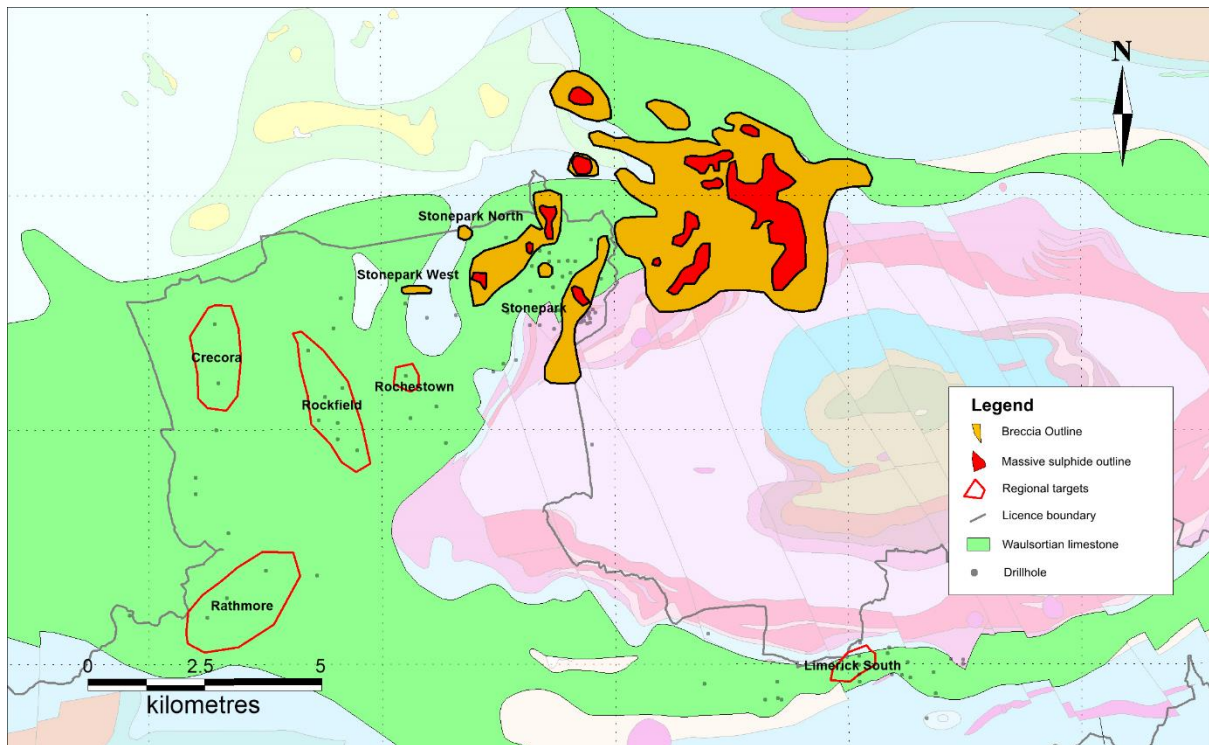 N
Stonepark North
Stonepark West
Stonepark
Crecora
Rochestown
Rockfield
Legend
Breccia Outline
Massive sulphide outline
Regional targets
Licence boundary
Waulsortian limestone
Drillhole
Rathmore
Limerick South
0 2.5 5
kilometres